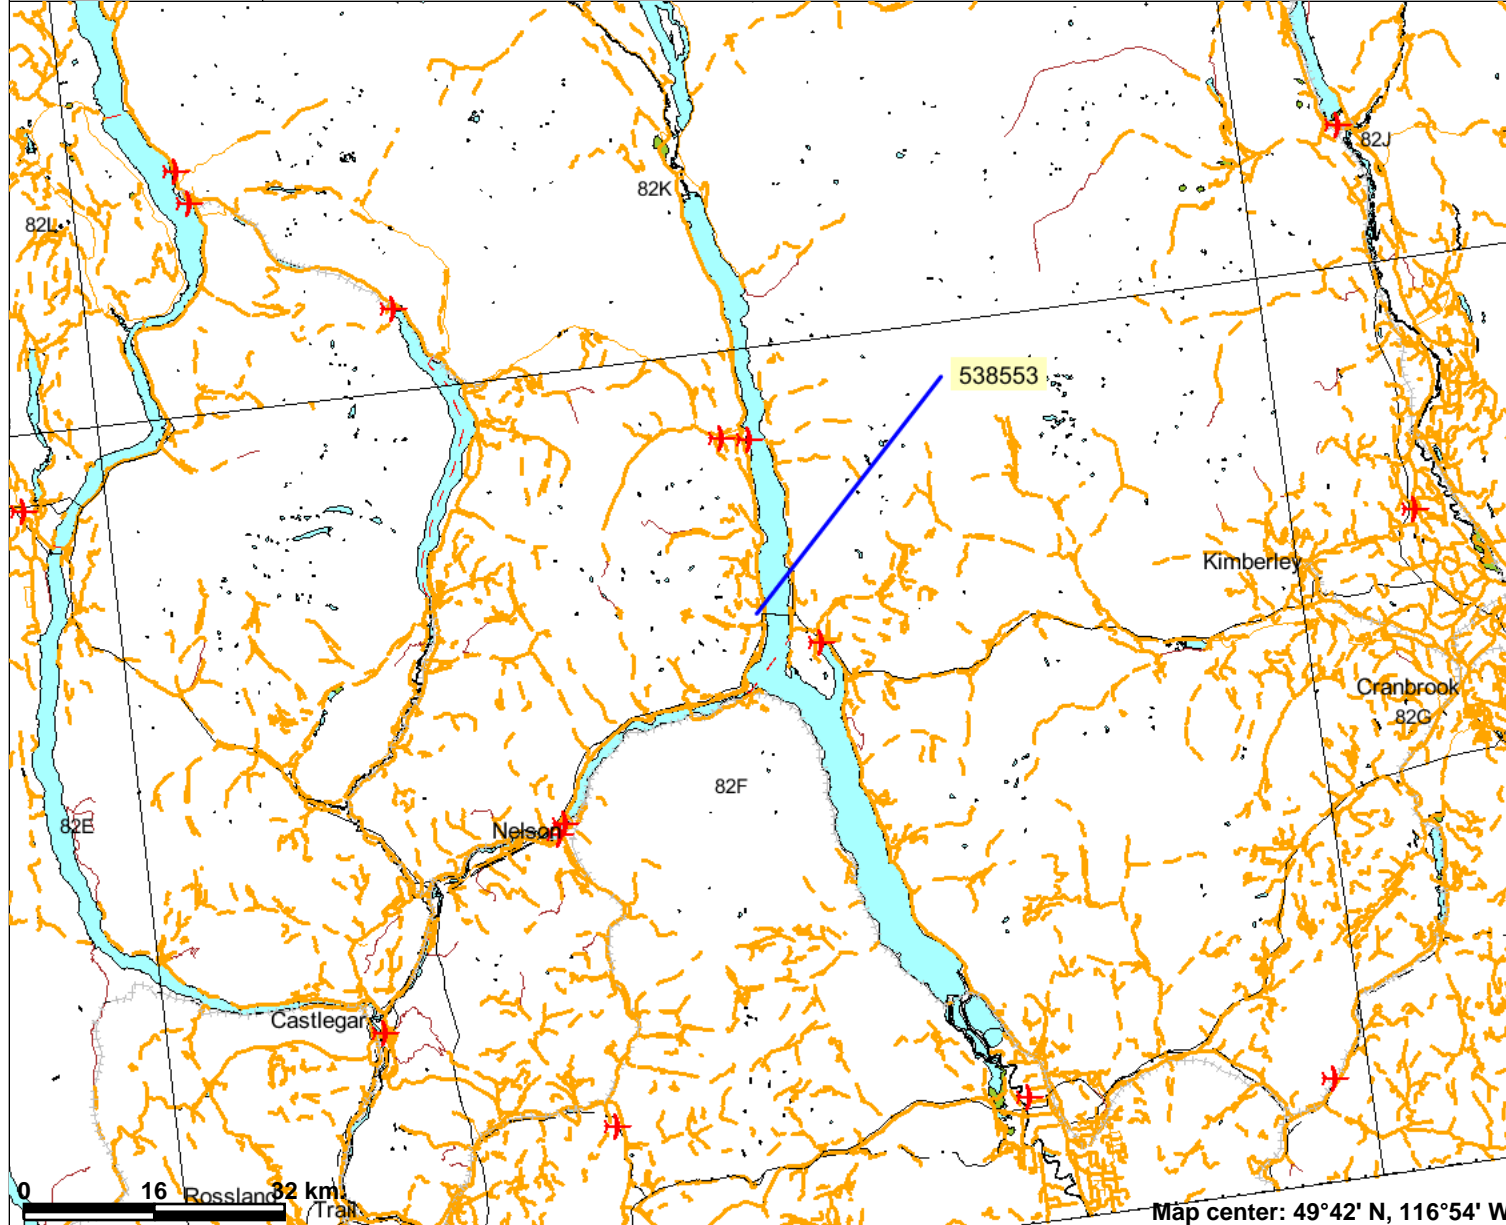 82J
82K
82L
538553
Kimberley
Cranbrook
82G
82F
82E
Nelson
Castlegar
0 16 32 km.
Rossland
Trail
Map center: 49°42' N, 116°54' W